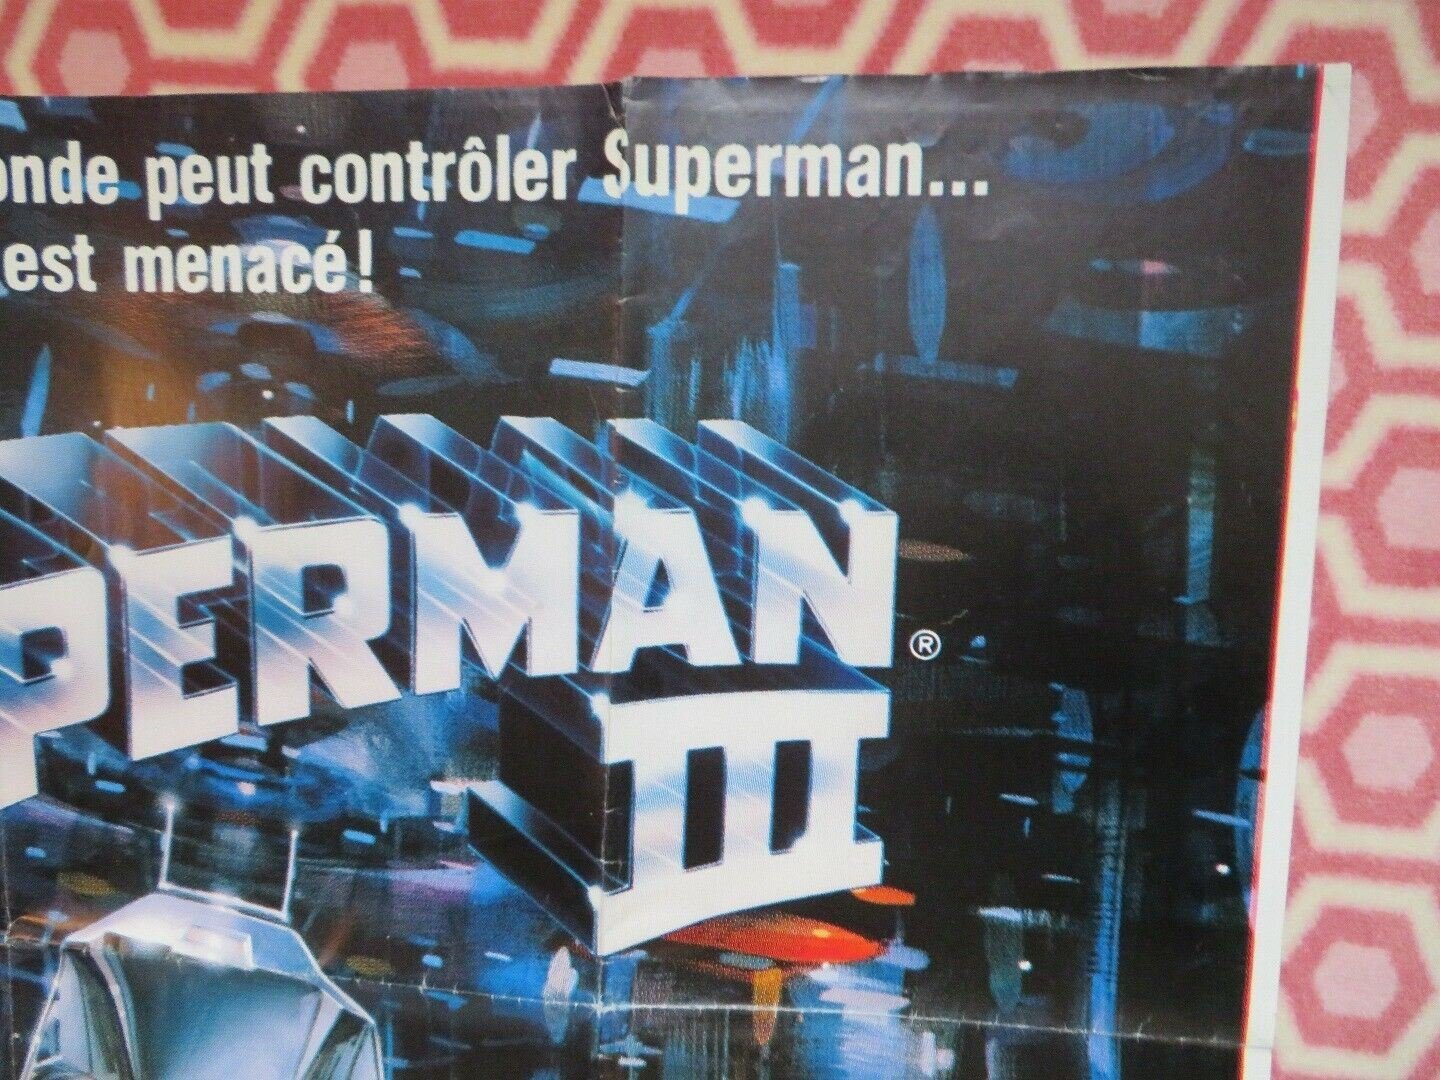 onde peut contrôler Superman...
est menacé!
PERMAN ®
III